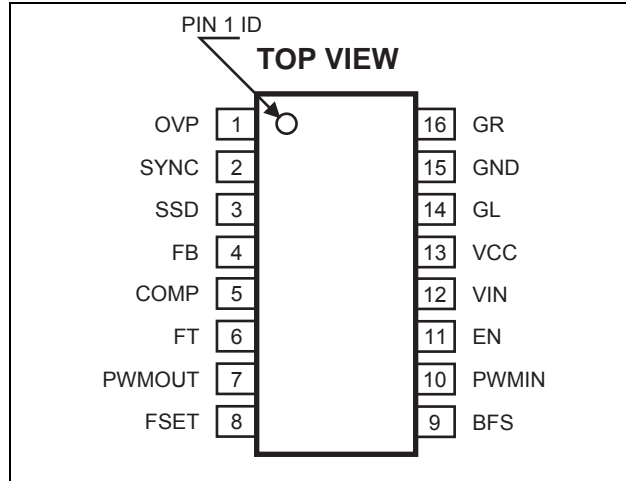 PIN 1 ID
TOP VIEW
OVP 1 16 GR
SYNC 2 15 GND
SSD 3 14 GL
FB 4 13 VCC
COMP 5 12 VIN
FT 6 11 EN
PWMOUT 7 10 PWMIN
FSET 8 9 BFS